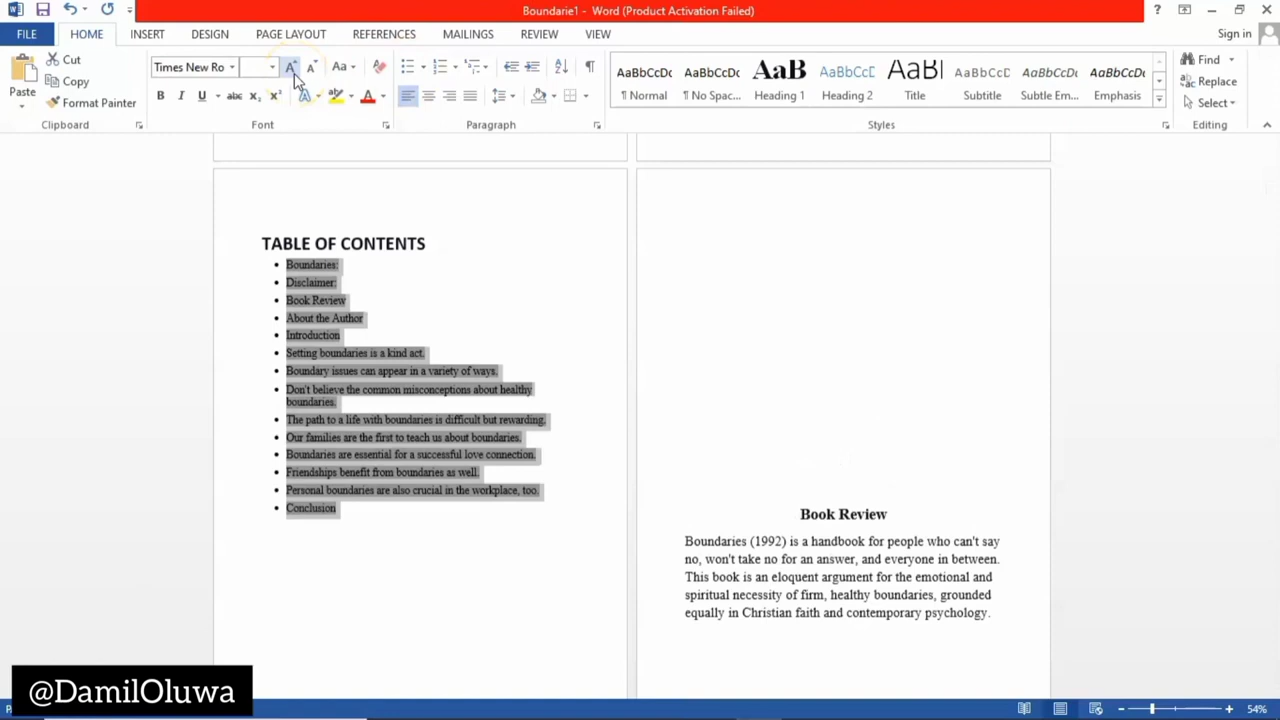 Boundarie1 - Word (Product Activation Failed)
Sign in
FILE HOME INSERT DESIGN PAGE LAYOUT REFERENCES MAILINGS REVIEW VIEW
Paste
Cut
Copy
Format Painter
Clipboard
Times New Ro
Font
Paragraph
AaBbCcDc AaBbCcDc AaB AaBbCcDc AaBl AaBbCcDc AaBbCcDc AaBbCcDc
¶ Normal ¶ No Spac... Heading 1 Heading 2 Title Subtitle Subtle Em... Emphasis
Styles
Find
Replace
Select
Editing
TABLE OF CONTENTS
• Boundaries:
• Disclaimer:
• Book Review
• About the Author
• Introduction
• Setting boundaries is a kind act.
• Boundary issues can appear in a variety of ways.
• Don't believe the common misconceptions about healthy
boundaries.
• The path to a life with boundaries is difficult but rewarding.
• Our families are the first to teach us about boundaries.
• Boundaries are essential for a successful love connection.
• Friendships benefit from boundaries as well.
• Personal boundaries are also crucial in the workplace, too.
• Conclusion
Book Review
Boundaries (1992) is a handbook for people who can't say
no, won't take no for an answer, and everyone in between.
This book is an eloquent argument for the emotional and
spiritual necessity of firm, healthy boundaries, grounded
equally in Christian faith and contemporary psychology.
@DamilOluwa
54%